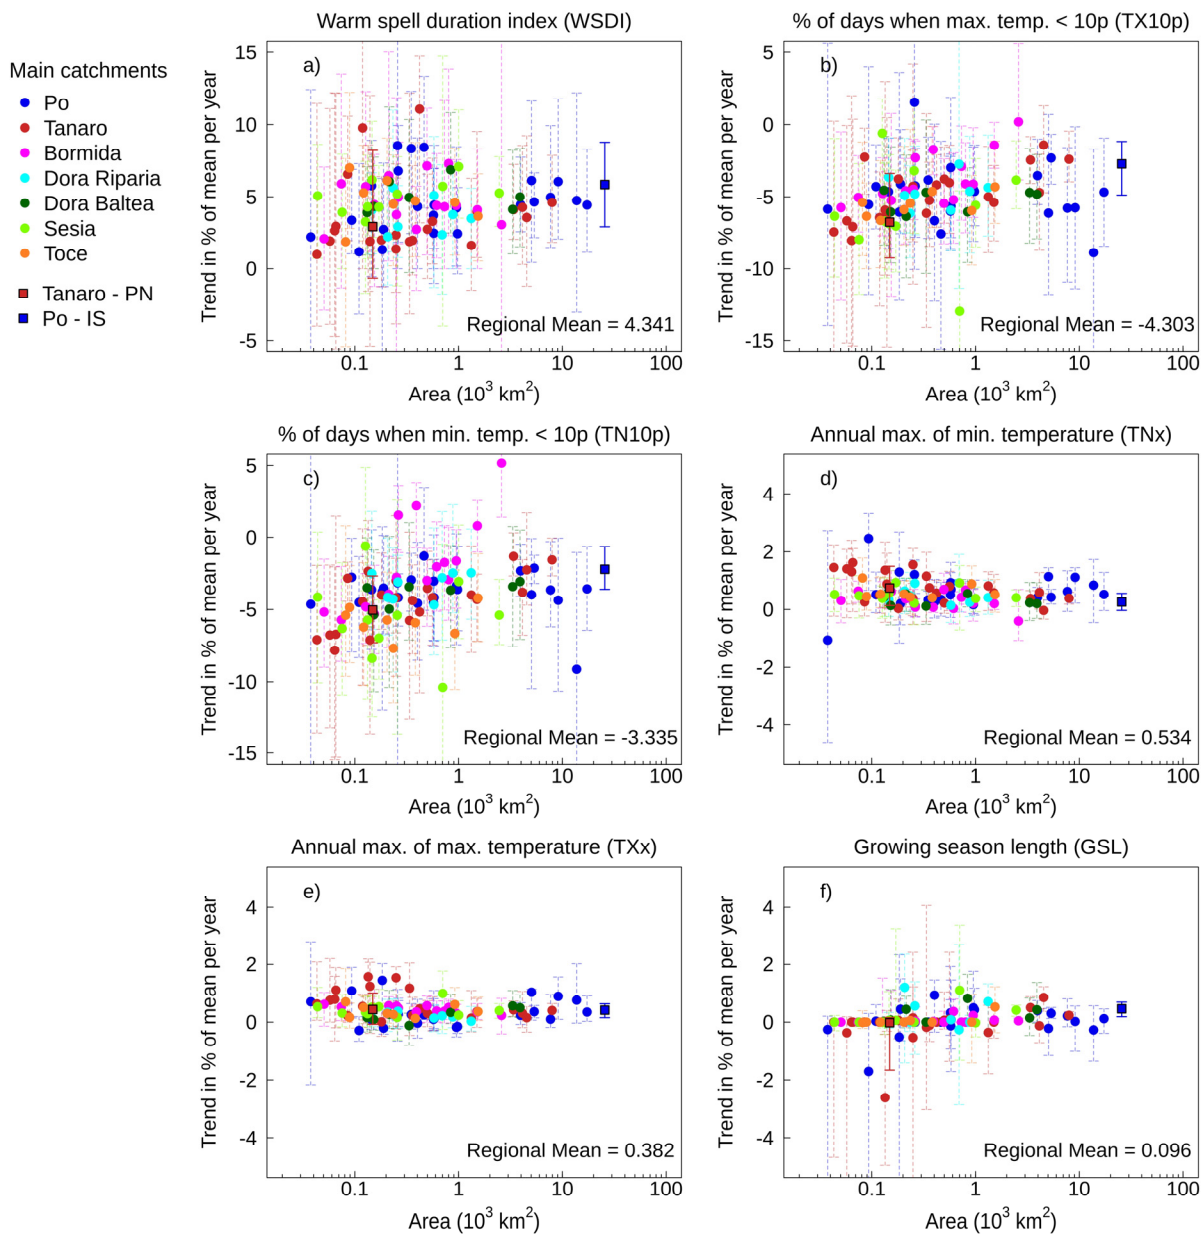 Main catchments
Po
Tanaro
Bormida
Dora Riparia
Dora Baltea
Sesia
Toce
Tanaro - PN
Po - IS
Warm spell duration index (WSDI)
a)
Trend in % of mean per year
15
10
5
0
-5
Regional Mean = 4.341
0.1 1 10 100
Area (10³ km²)
% of days when max. temp. < 10p (TX10p)
b)
Trend in % of mean per year
5
0
-5
-10
-15
Regional Mean = -4.303
0.1 1 10 100
Area (10³ km²)
% of days when min. temp. < 10p (TN10p)
c)
Trend in % of mean per year
5
0
-5
-10
-15
Regional Mean = -3.335
0.1 1 10 100
Area (10³ km²)
Annual max. of min. temperature (TNx)
d)
Trend in % of mean per year
4
2
0
-2
-4
Regional Mean = 0.534
0.1 1 10 100
Area (10³ km²)
Annual max. of max. temperature (TXx)
e)
Trend in % of mean per year
4
2
0
-2
-4
Regional Mean = 0.382
0.1 1 10 100
Area (10³ km²)
Growing season length (GSL)
f)
Trend in % of mean per year
4
2
0
-2
-4
Regional Mean = 0.096
0.1 1 10 100
Area (10³ km²)